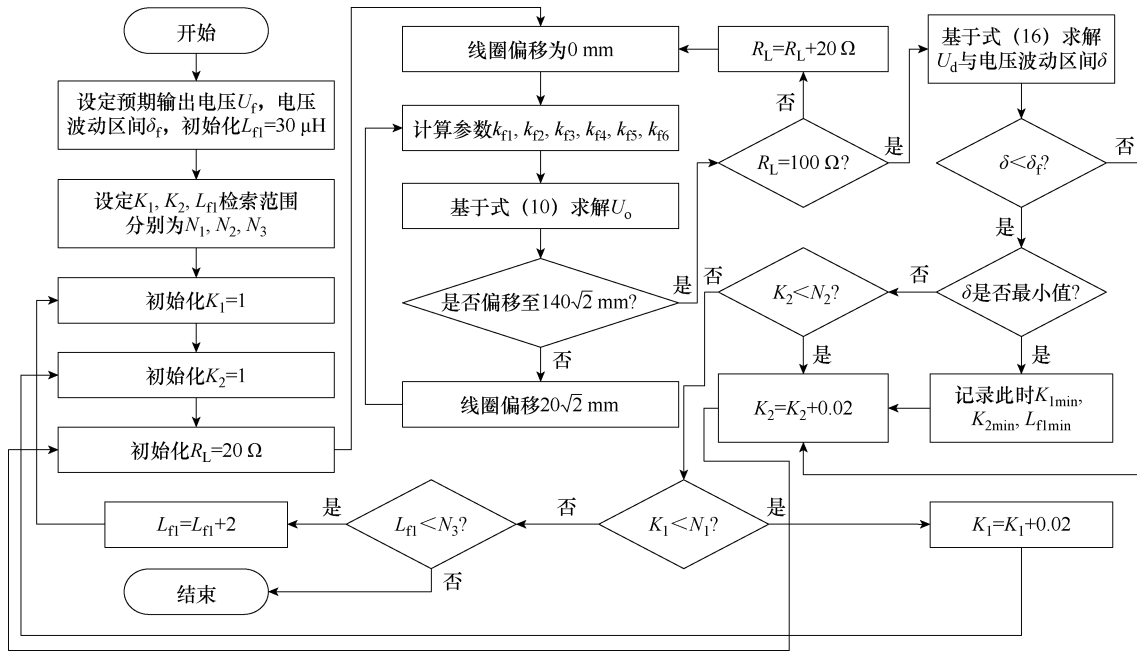 开始
设定预期输出电压Uf，电压
波动区间δf，初始化Lf1=30 μH
设定K1, K2, Lf1检索范围
分别为N1, N2, N3
初始化K1=1
初始化K2=1
初始化RL=20 Ω
线圈偏移为0 mm
计算参数kf1, kf2, kf3, kf4, kf5, kf6
基于式（10）求解Uo
是否偏移至140√2 mm?
是
否
线圈偏移20√2 mm
RL=RL+20 Ω
否
RL=100 Ω?
是
基于式（16）求解
Ud与电压波动区间δ
δ＜δf?
否
是
δ是否最小值?
否
是
记录此时K1min,
K2min, Lf1min
K2＜N2?
否
是
K2=K2+0.02
K1＜N1?
是
否
K1=K1+0.02
Lf1＜N3?
是
否
Lf1=Lf1+2
结束